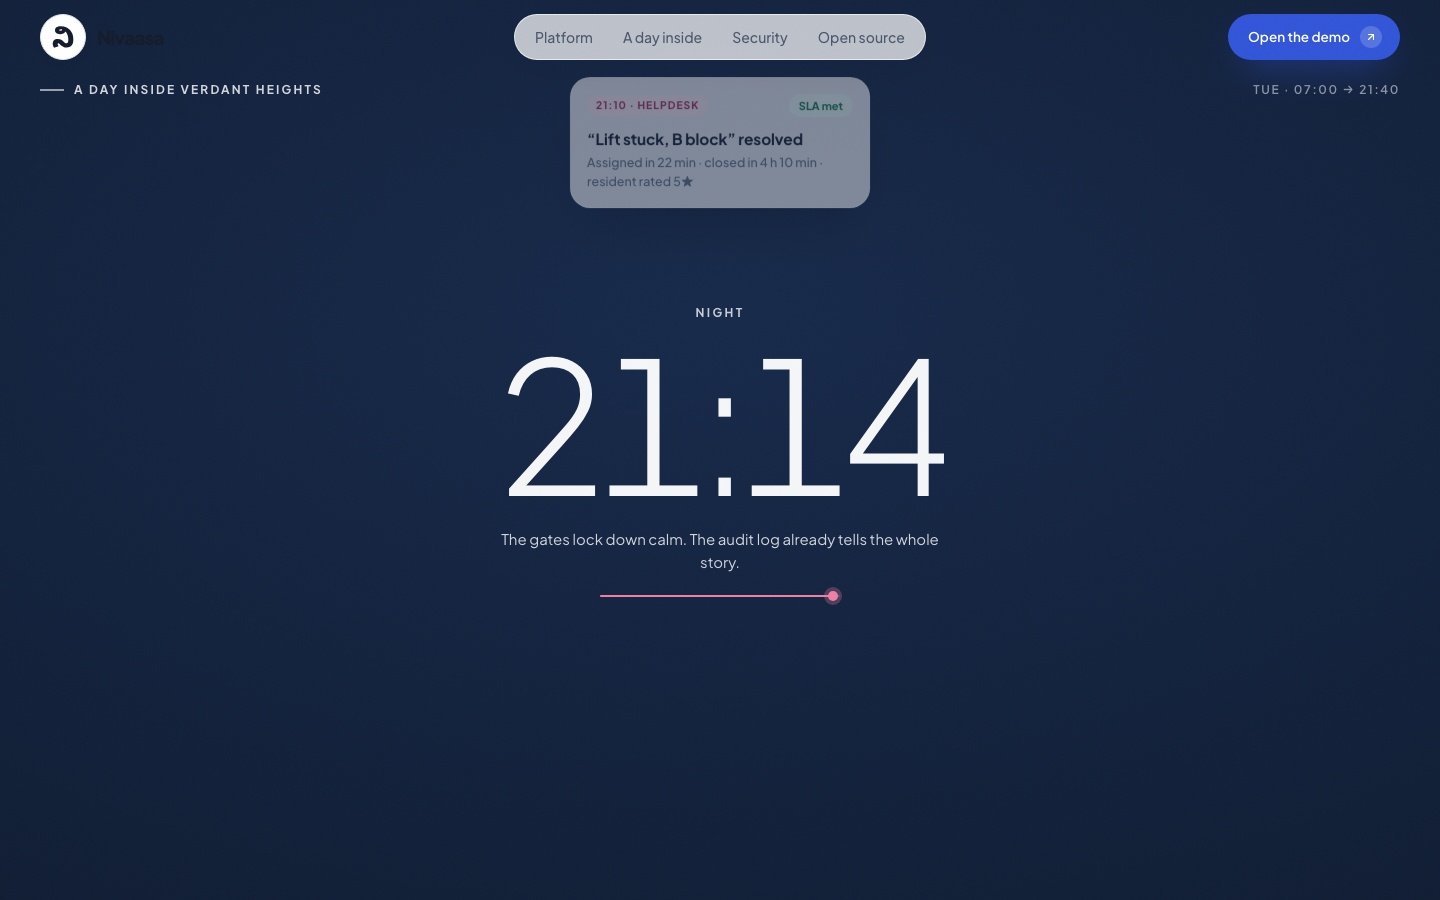 Nivaasa
Platform
A day inside
Security
Open source
Open the demo
A DAY INSIDE VERDANT HEIGHTS
TUE · 07:00 → 21:40
21:10 · HELPDESK
SLA met
“Lift stuck, B block” resolved
Assigned in 22 min · closed in 4 h 10 min ·
resident rated 5★
NIGHT
21:14
The gates lock down calm. The audit log already tells the whole
story.